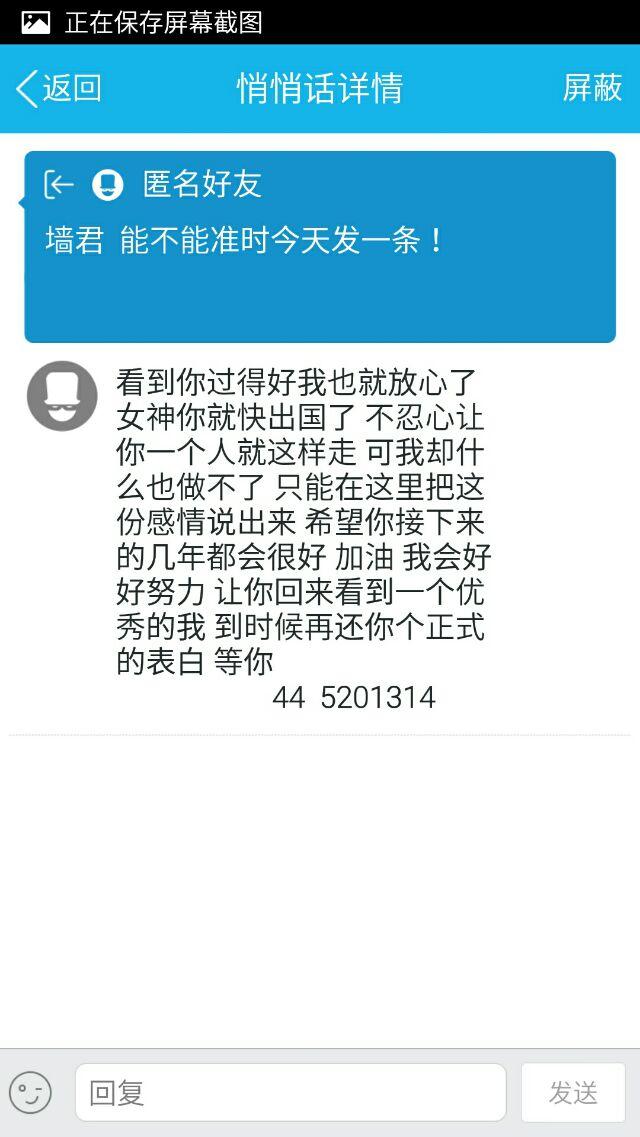 正在保存屏幕截图
返回 悄悄话详情 屏蔽
匿名好友
墙君 能不能准时今天发一条！
看到你过得好我也就放心了
女神你就快出国了 不忍心让
你一个人就这样走 可我却什
么也做不了 只能在这里把这
份感情说出来 希望你接下来
的几年都会很好 加油 我会好
好努力 让你回来看到一个优
秀的我 到时候再还你个正式
的表白 等你
44 5201314
回复 发送